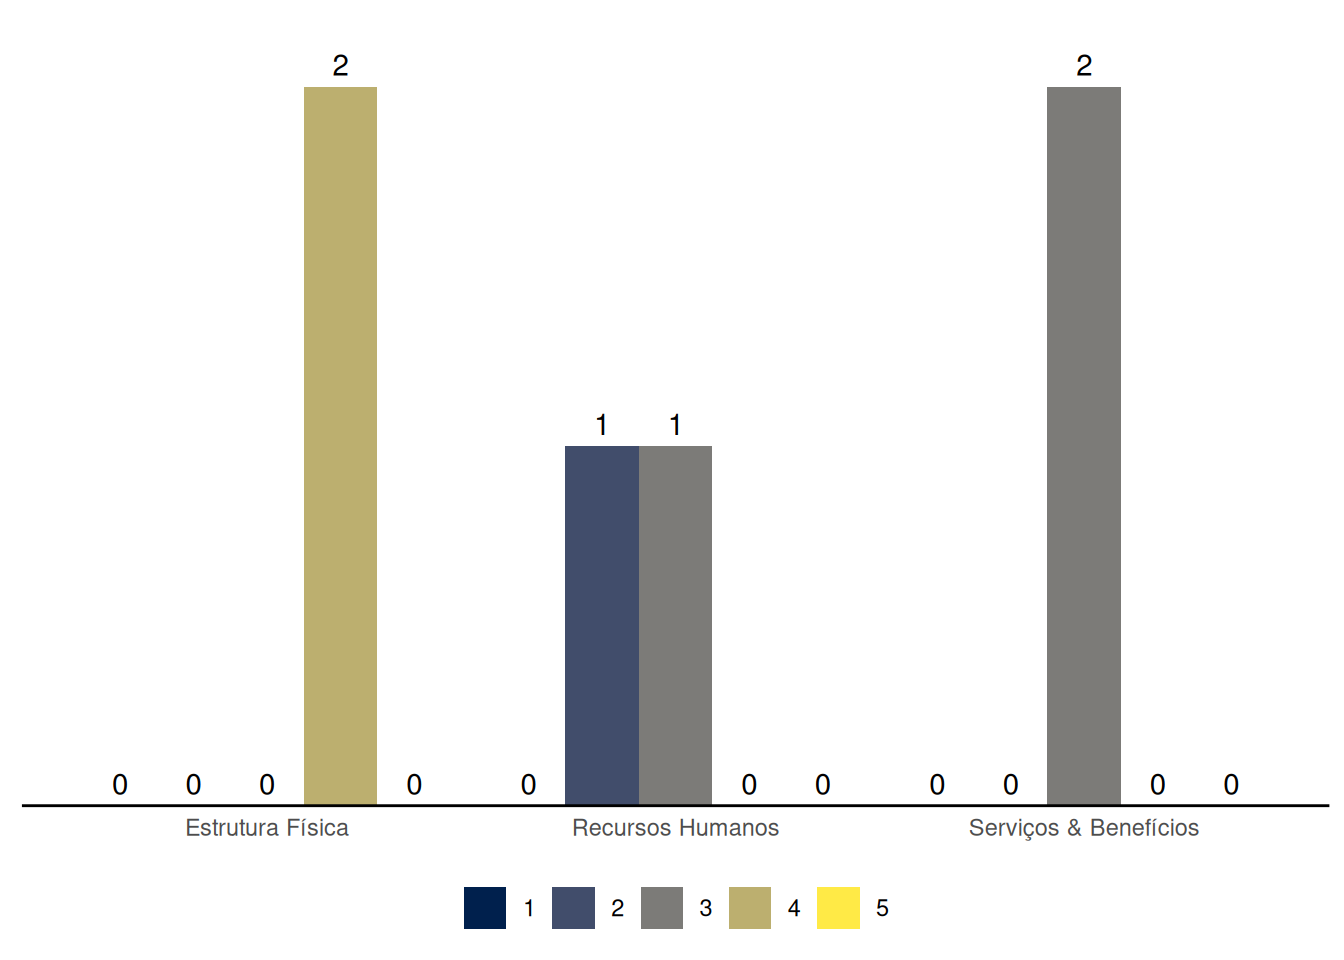 2 2
1 1
0 0 0 0 0 0 0 0 0 0 0
Estrutura Física Recursos Humanos Serviços & Benefícios
1 2 3 4 5